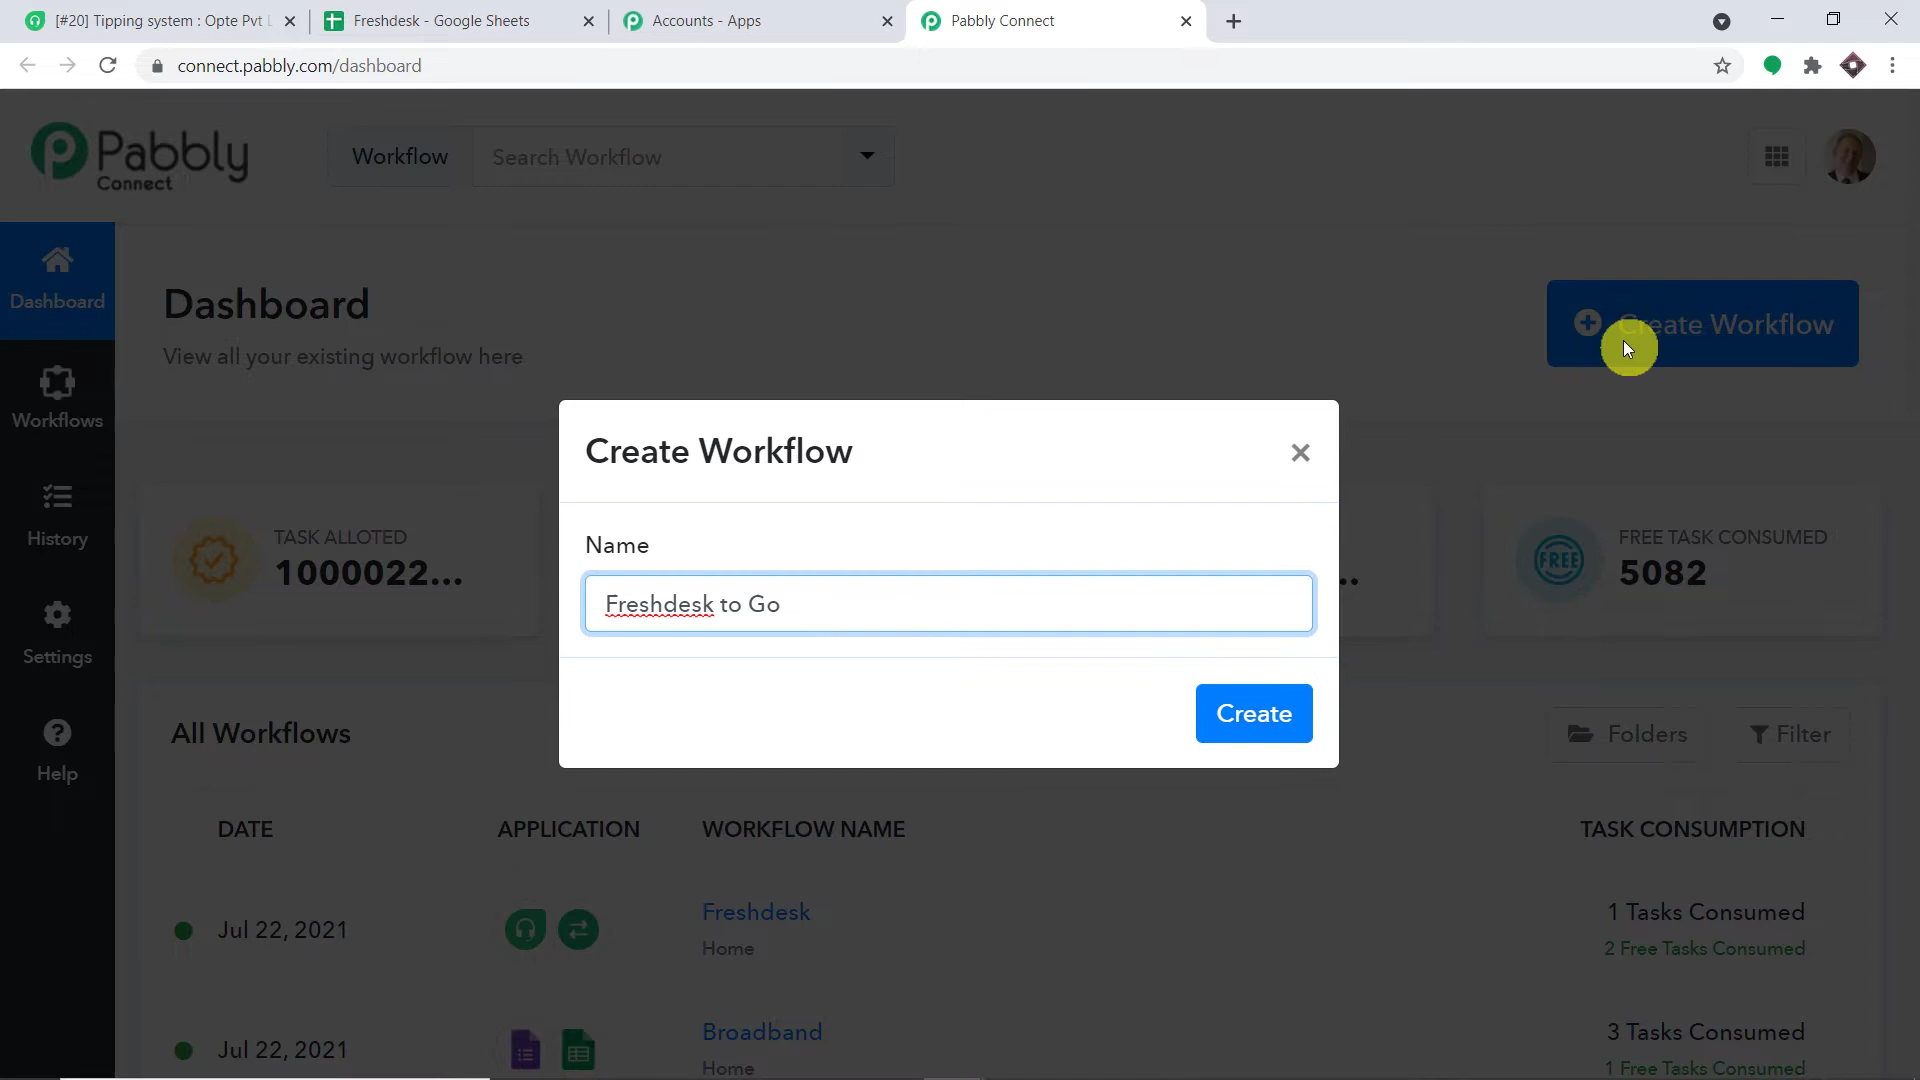 [#20] Tipping system : Opte Pvt L
Freshdesk - Google Sheets
Accounts - Apps
Pabbly Connect
connect.pabbly.com/dashboard
Pabbly
Connect
Workflow
Search Workflow
Dashboard
Workflows
History
Settings
Help
Dashboard
View all your existing workflow here
Create Workflow
Create Workflow
Name
Freshdesk to Go
Create
TASK ALLOTED
1000022...
..
FREE
FREE TASK CONSUMED
5082
All Workflows
Folders
Filter
DATE
APPLICATION
WORKFLOW NAME
TASK CONSUMPTION
Jul 22, 2021
Freshdesk
Home
1 Tasks Consumed
2 Free Tasks Consumed
Jul 22, 2021
Broadband
Home
3 Tasks Consumed
1 Free Tasks Consumed